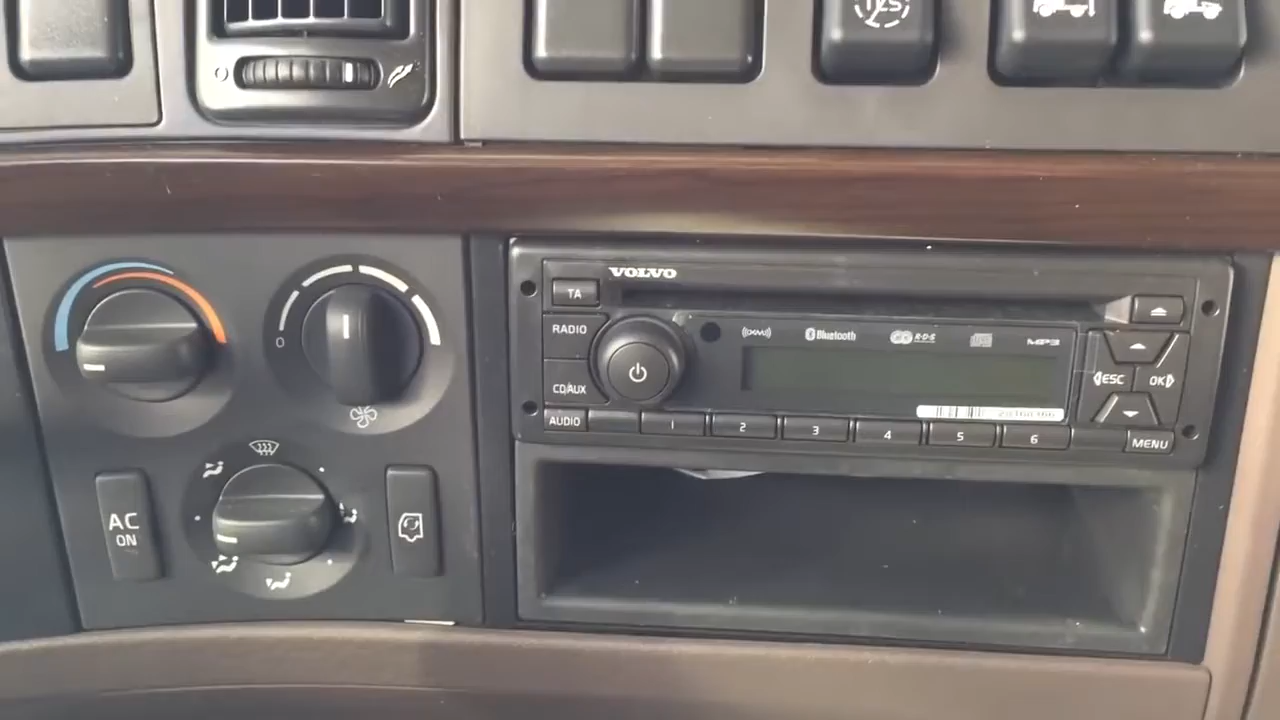 VOLVO
TA
RADIO
((XM))
Bluetooth
R·D·S
MP3
CD/AUX
ESC
OK
AUDIO
1
2
3
4
5
6
MENU
0
AC
ON